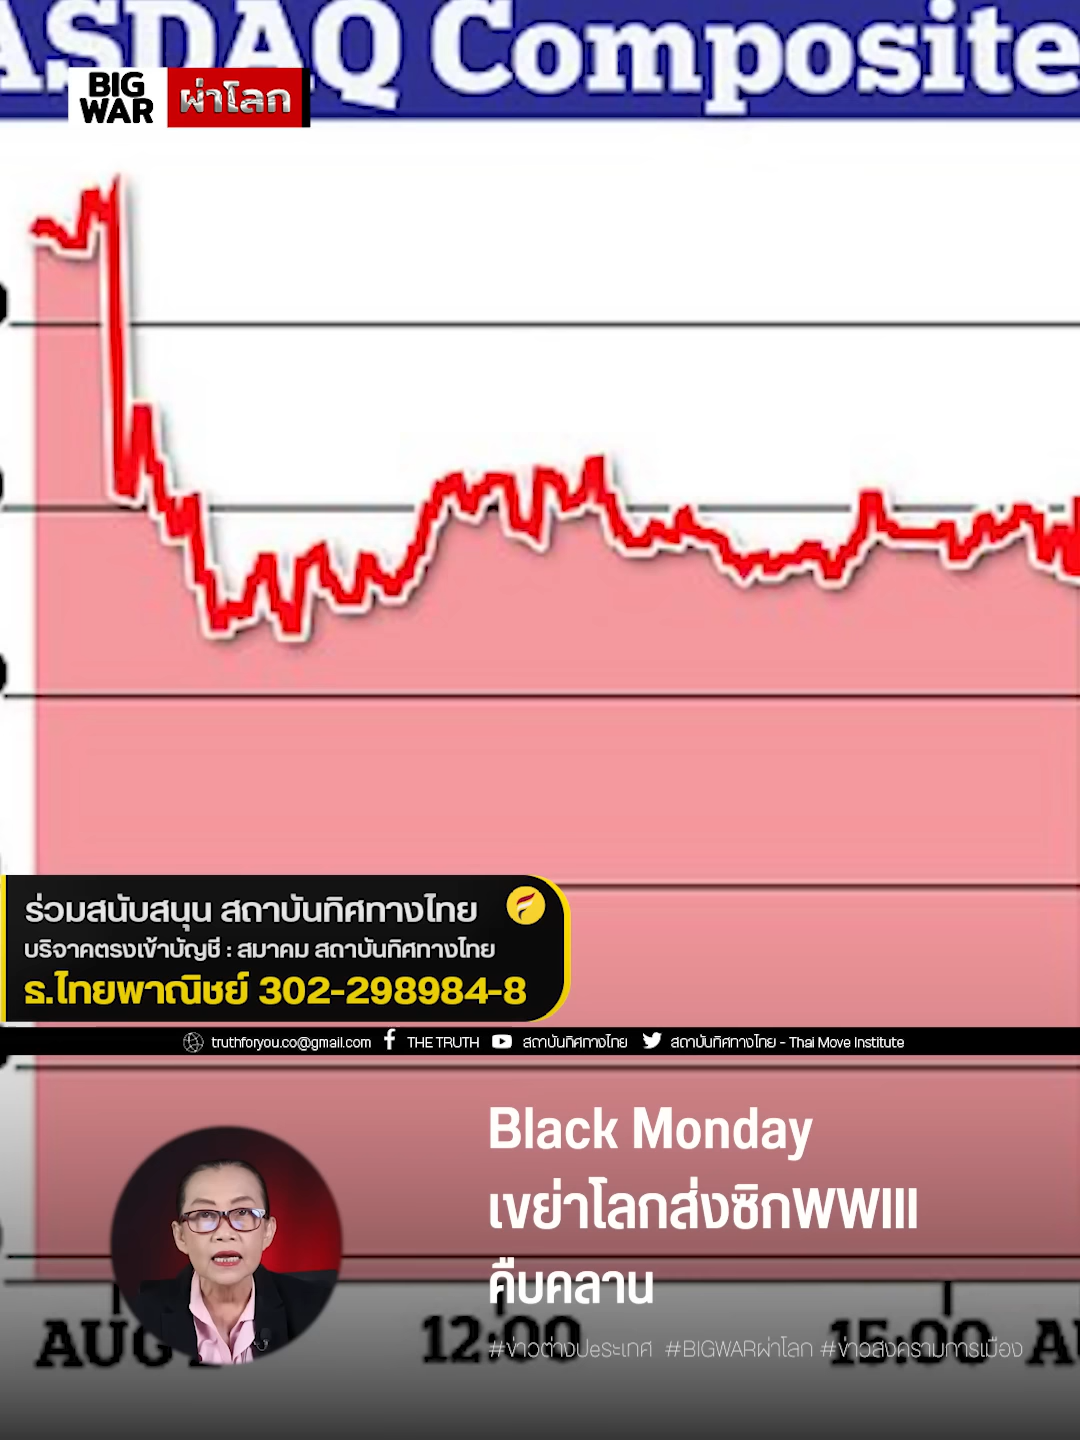 ASDAQ Composite
BIG
WAR
ผ่าโลก
ร่วมสนับสนุน สถาบันทิศทางไทย
บริจาคตรงเข้าบัญชี : สมาคม สถาบันทิศทางไทย
ธ.ไทยพาณิชย์ 302-298984-8
truthforyou.co@gmail.com THE TRUTH สถาบันทิศทางไทย สถาบันทิศทางไทย - Thai Move Institute
Black Monday
เขย่าโลกส่งซิกWWIII
คืบคลาน
AUG 12:00 15:00 A
#ข่าวต่างประเทศ #BIGWARผ่าโลก #ข่าวสงครามการเมือง